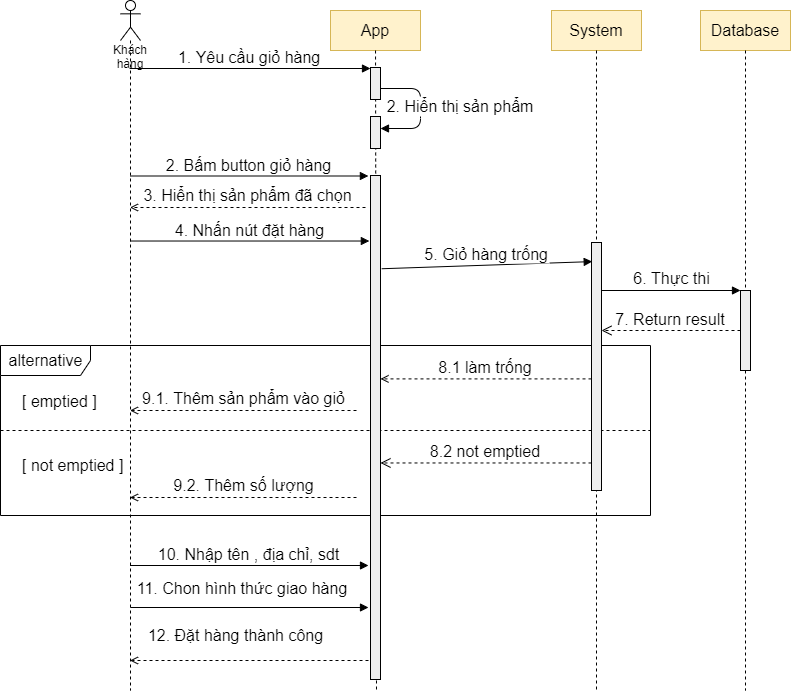 Khách
hàng
App
System
Database
1. Yêu cầu giỏ hàng
2. Hiển thị sản phẩm
2. Bấm button giỏ hàng
3. Hiển thị sản phẩm đã chọn
4. Nhấn nút đặt hàng
5. Giỏ hàng trống
6. Thực thi
7. Return result
alternative
8.1 làm trống
[ emptied ]
9.1. Thêm sản phẩm vào giỏ
8.2 not emptied
[ not emptied ]
9.2. Thêm số lượng
10. Nhập tên , địa chỉ, sdt
11. Chon hình thức giao hàng
12. Đặt hàng thành công